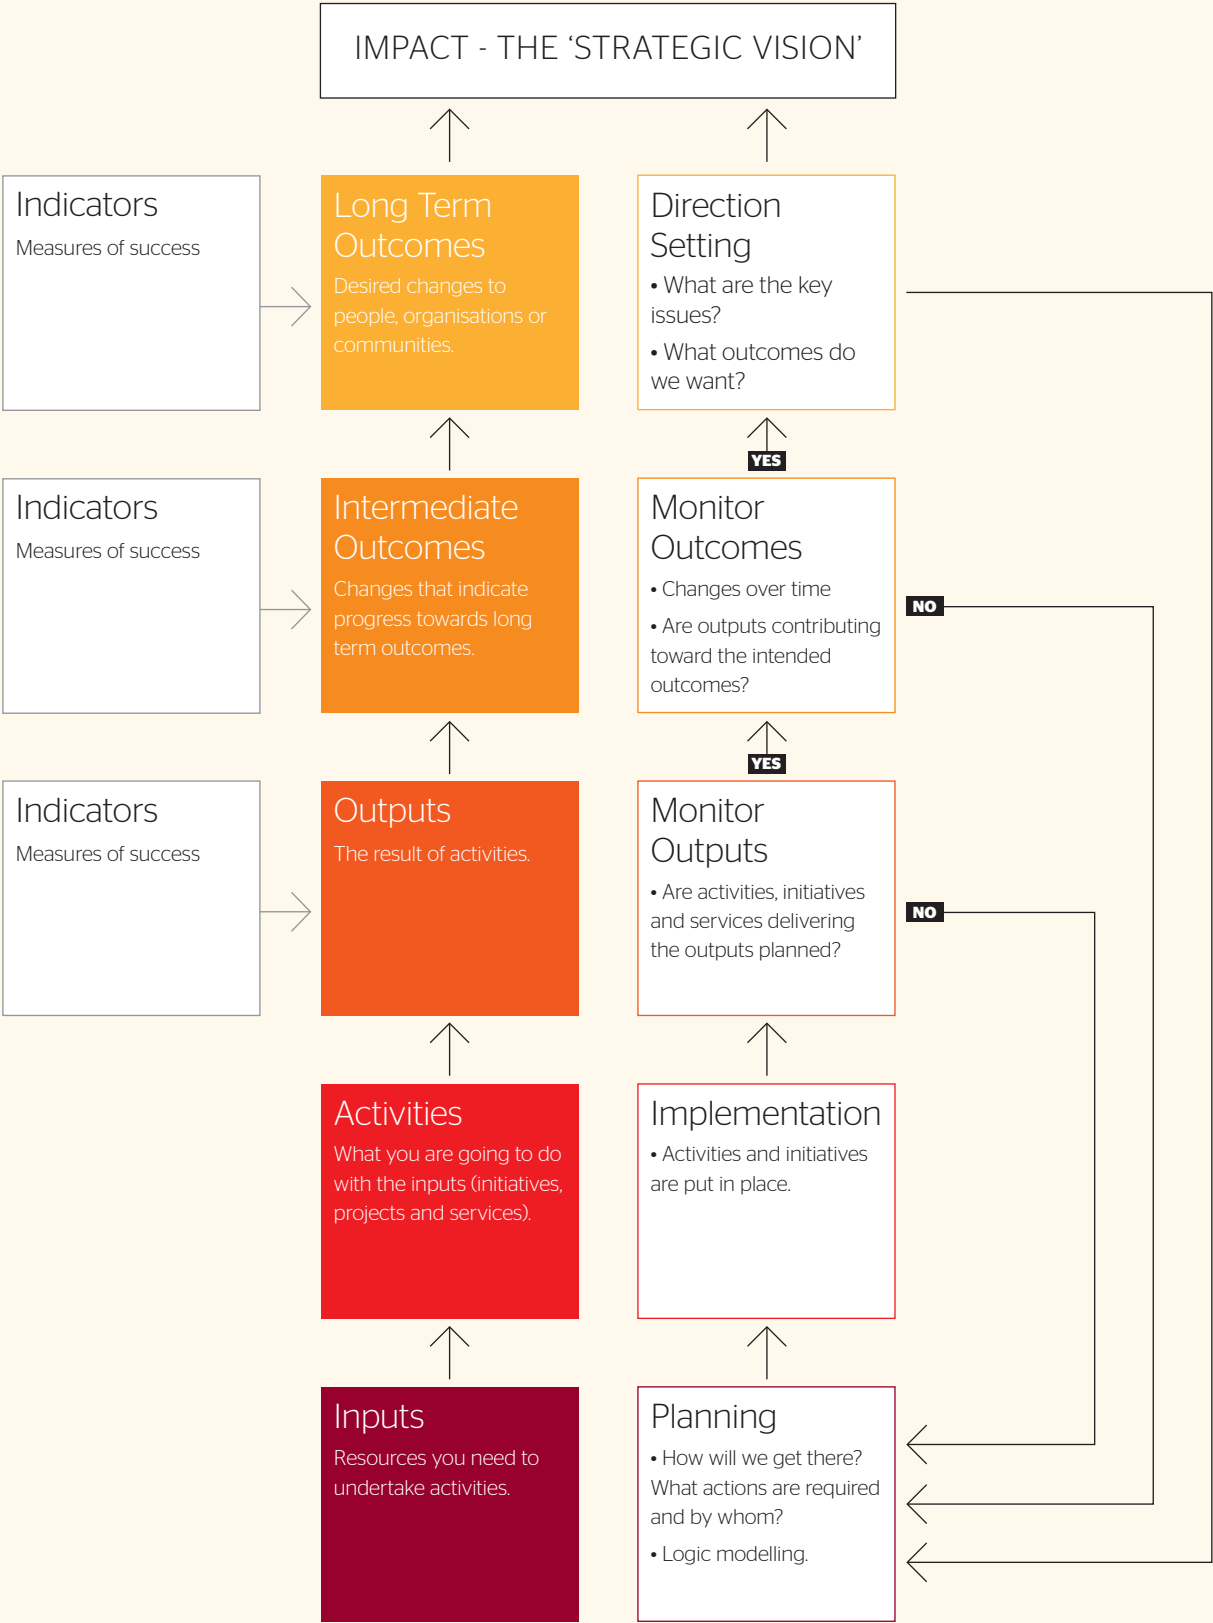 IMPACT - THE ‘STRATEGIC VISION’
Indicators
Measures of success
Long Term
Outcomes
Desired changes to
people, organisations or
communities.
Direction
Setting
• What are the key
issues?
• What outcomes do
we want?
YES
Indicators
Measures of success
Intermediate
Outcomes
Changes that indicate
progress towards long
term outcomes.
Monitor
Outcomes
• Changes over time
• Are outputs contributing
toward the intended
outcomes?
NO
YES
Indicators
Measures of success
Outputs
The result of activities.
Monitor
Outputs
• Are activities, initiatives
and services delivering
the outputs planned?
NO
Activities
What you are going to do
with the inputs (initiatives,
projects and services).
Implementation
• Activities and initiatives
are put in place.
Inputs
Resources you need to
undertake activities.
Planning
• How will we get there?
What actions are required
and by whom?
• Logic modelling.